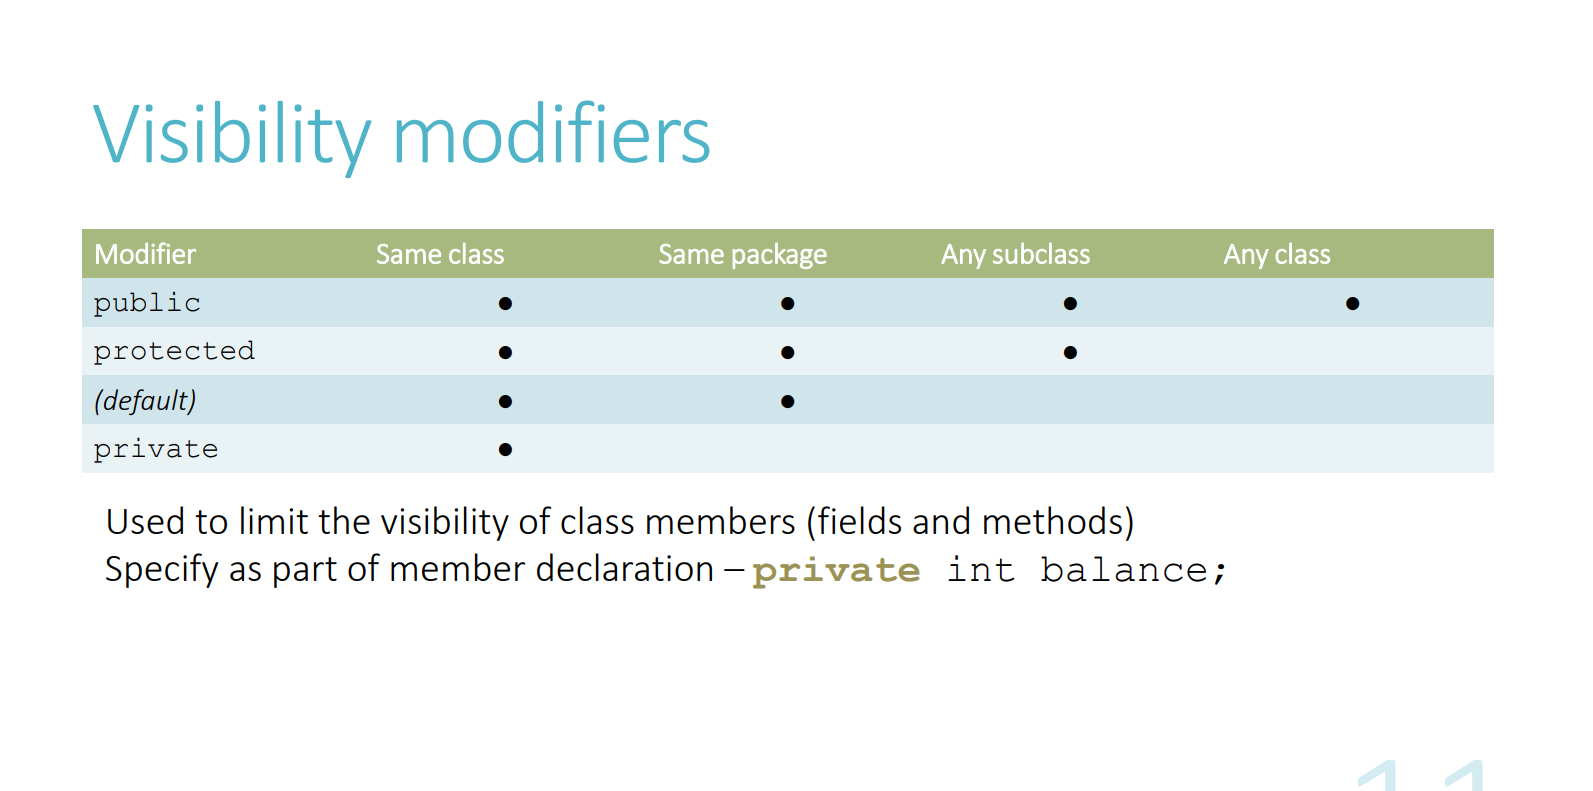 Visibility modifiers
Modifier Same class Same package Any subclass Any class
public ● ● ● ●
protected ● ● ●
(default) ● ●
private ●
Used to limit the visibility of class members (fields and methods)
Specify as part of member declaration – private int balance;
11